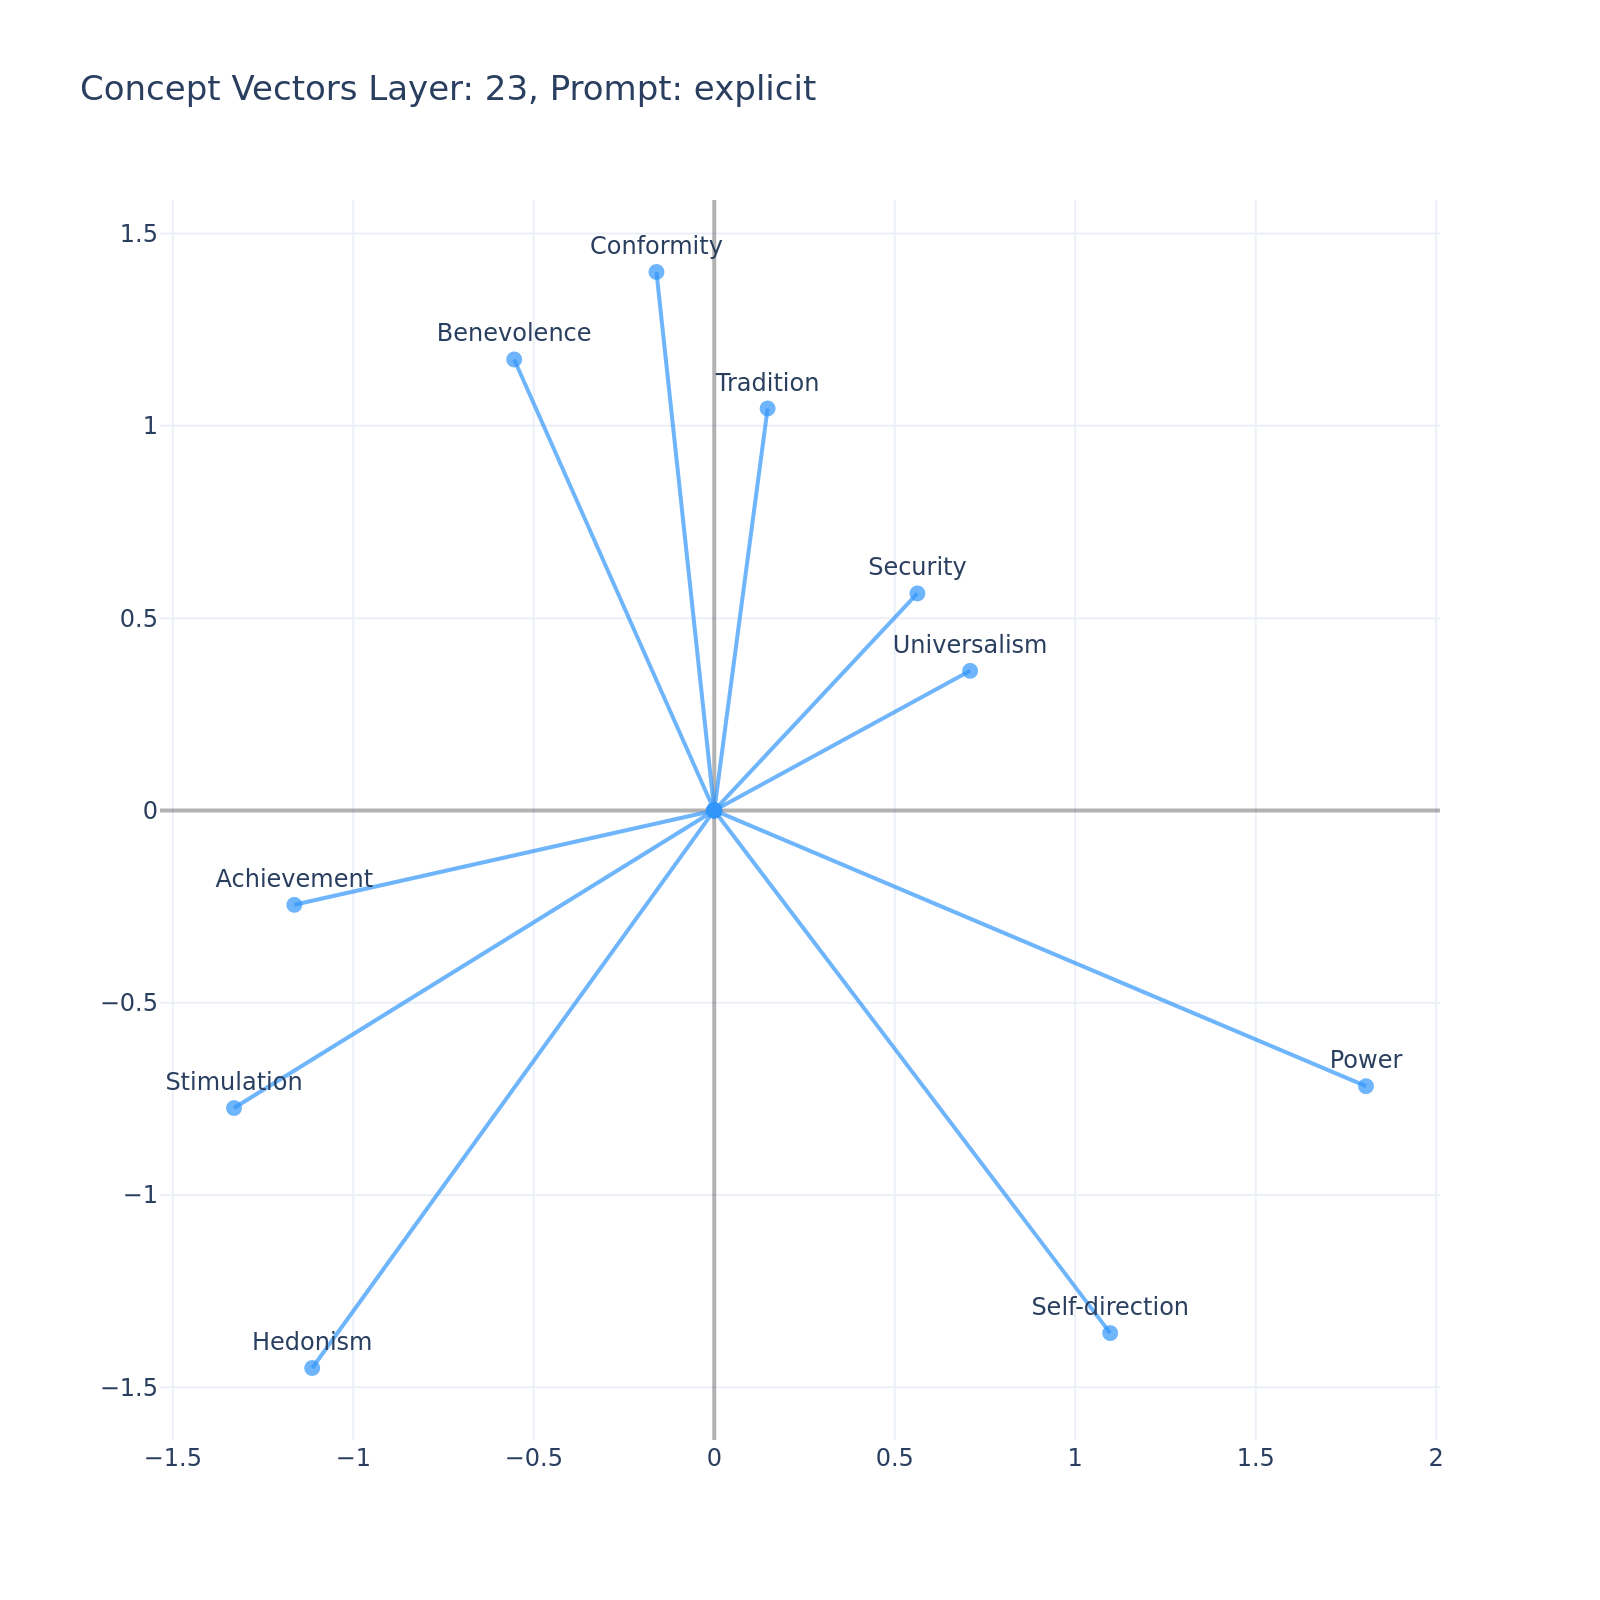 Concept Vectors Layer: 23, Prompt: explicit
1.5
Conformity
Benevolence
Tradition
1
Security
0.5
Universalism
0
Achievement
−0.5
Power
Stimulation
−1
Self-direction
Hedonism
−1.5
−1.5 −1 −0.5 0 0.5 1 1.5 2